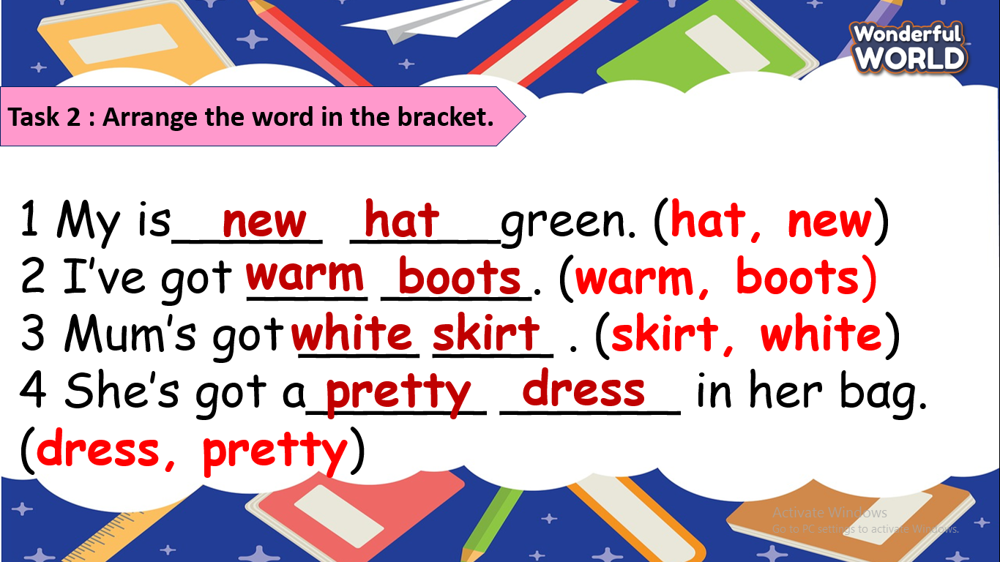 Wonderful
WORLD
Task 2 : Arrange the word in the bracket.
1 My is______ new ______ hat green. (hat, new)
2 I’ve got warm boots. (warm, boots)
3 Mum’s got white skirt . (skirt, white)
4 She’s got a pretty dress in her bag.
(dress, pretty)
Activate Windows
Go to PC settings to activate Windows.